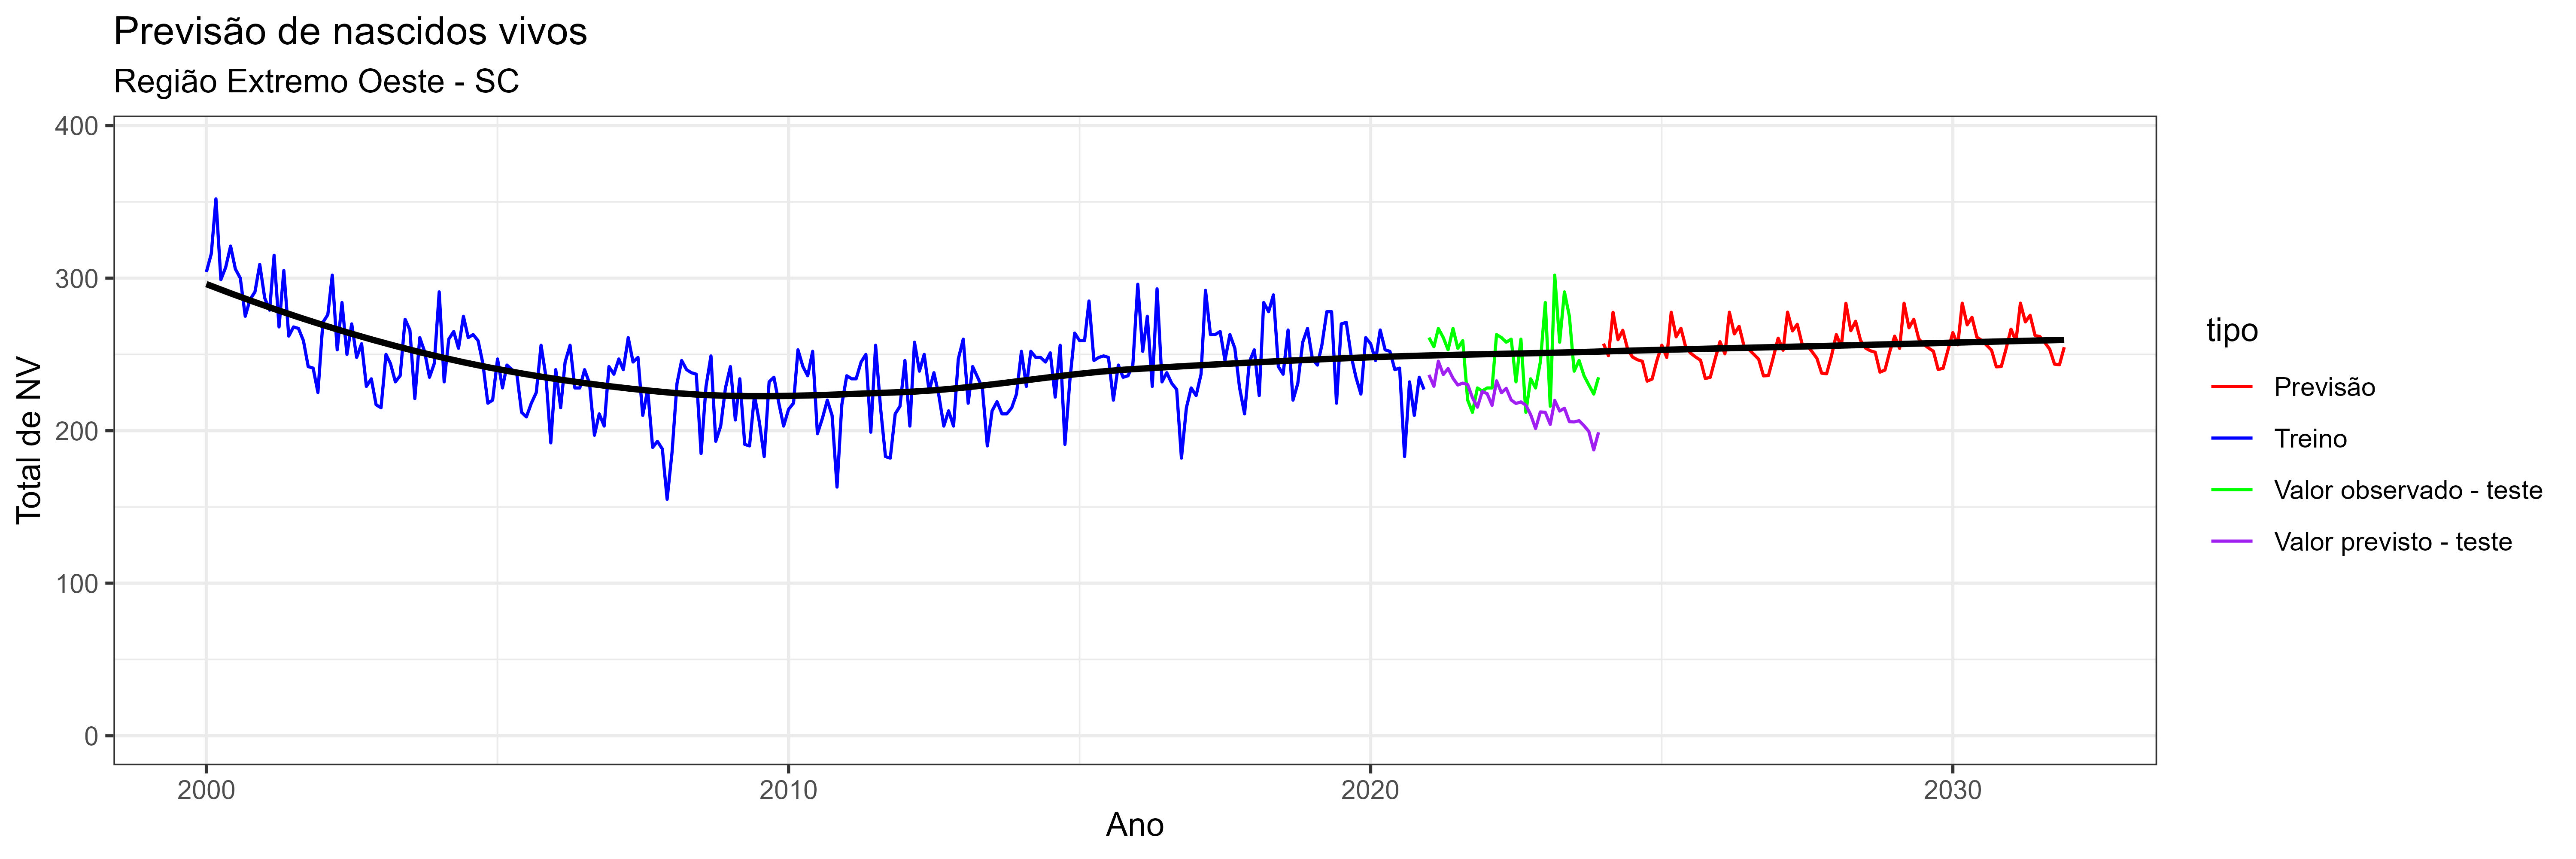 Previsão de nascidos vivos
Região Extremo Oeste - SC
400
300
200
100
0
Total de NV
2000
2010
2020
2030
Ano
tipo
Previsão
Treino
Valor observado - teste
Valor previsto - teste